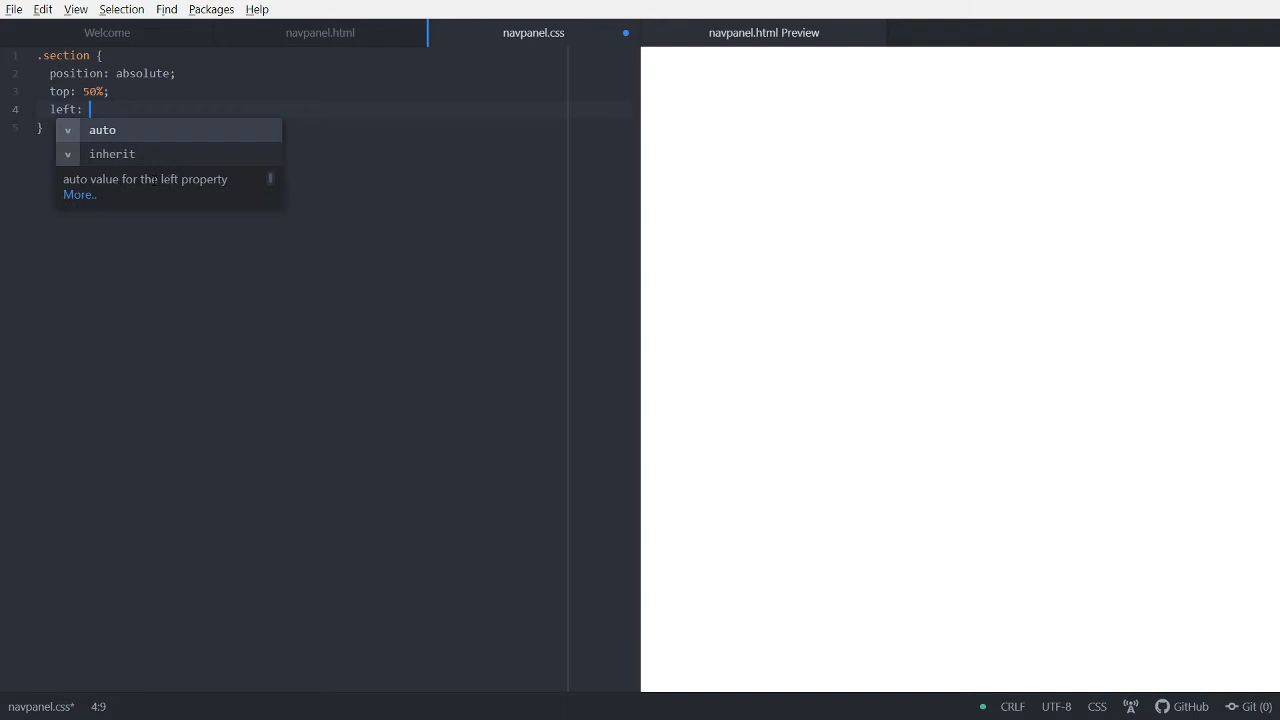 File Edit View Selection Find Packages Help
Welcome navpanel.html navpanel.css navpanel.html Preview
1 .section {
2 position: absolute;
3 top: 50%;
4 left:
5 }
v auto
v inherit
auto value for the left property
More..
navpanel.css* 4:9 CRLF UTF-8 CSS GitHub Git (0)